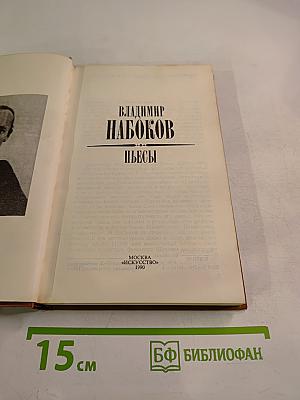 ВЛАДИМИР
НАБОКОВ
ПЬЕСЫ
МОСКВА
«ИСКУССТВО»
1990
15 см
БФ БИБЛИОФАН